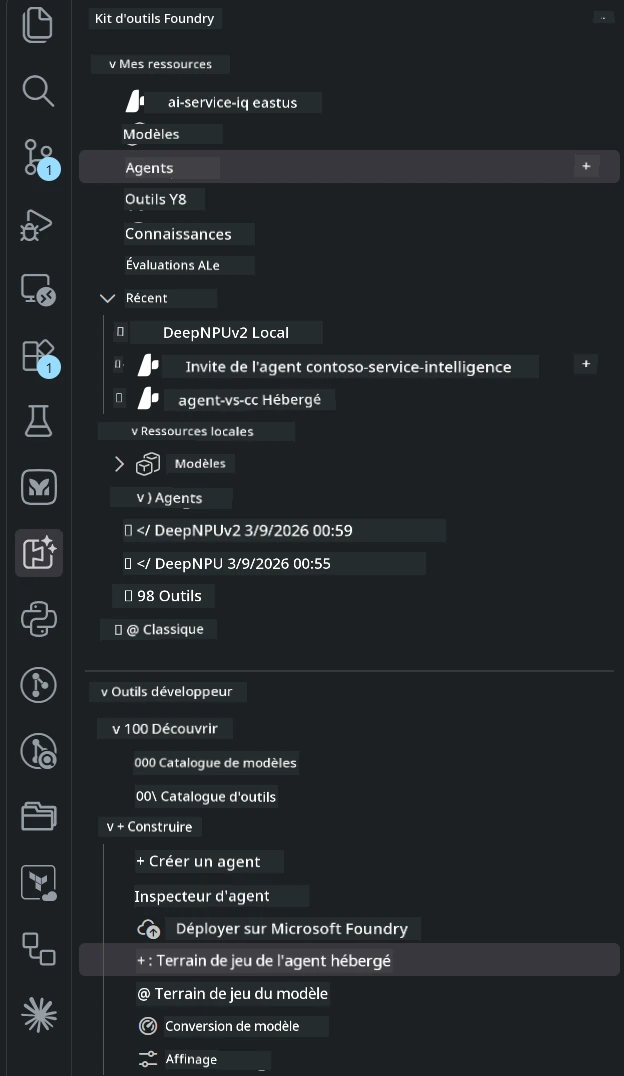 Kit d'outils Foundry
v Mes ressources
ai-service-iq eastus
Modèles
Agents
+
Outils Y8
1
Connaissances
Évaluations ALe
Récent
DeepNPUv2 Local
Invite de l'agent contoso-service-intelligence
+
1
agent-vs-cc Hébergé
v Ressources locales
Modèles
v ) Agents
</ DeepNPUv2 3/9/2026 00:59
</ DeepNPU 3/9/2026 00:55
98 Outils
@ Classique
v Outils développeur
v 100 Découvrir
000 Catalogue de modèles
00\ Catalogue d'outils
v + Construire
+ Créer un agent
Inspecteur d'agent
Déployer sur Microsoft Foundry
+ : Terrain de jeu de l'agent hébergé
@ Terrain de jeu du modèle
Conversion de modèle
Affinage